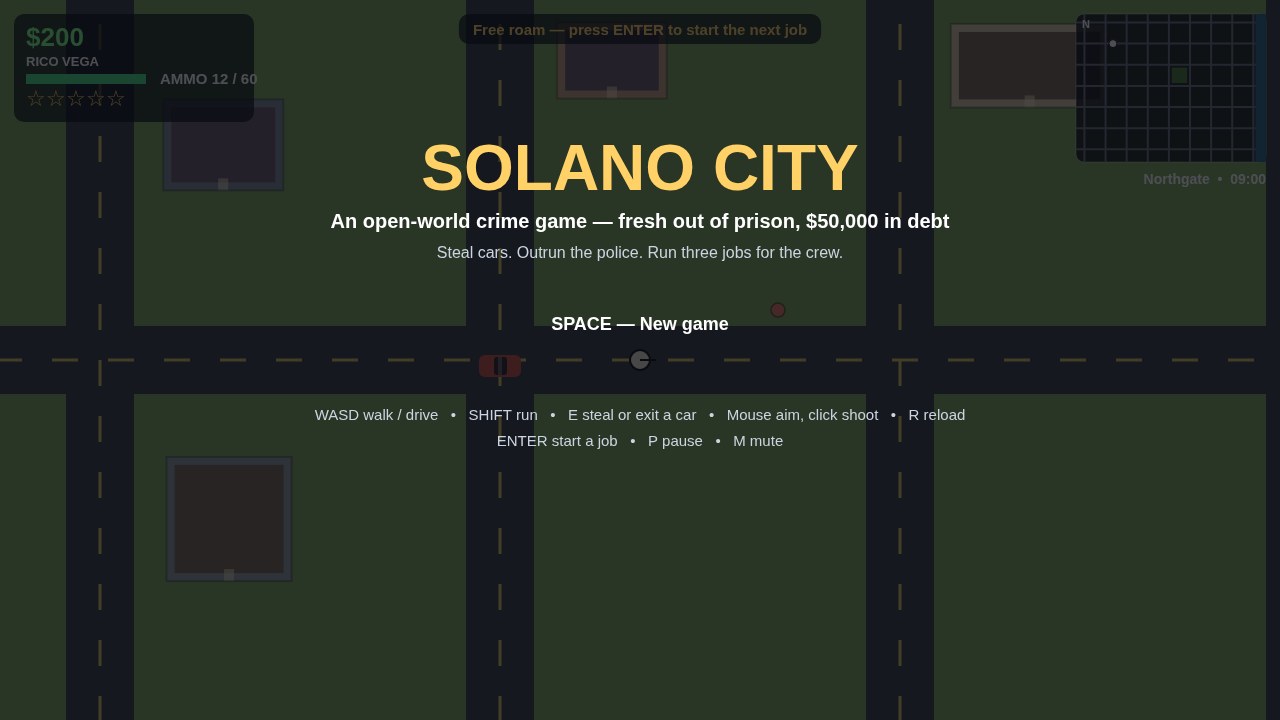 $200
RICO VEGA
AMMO 12 / 60
☆☆☆☆☆
Free roam — press ENTER to start the next job
N
Northgate • 09:00
SOLANO CITY
An open-world crime game — fresh out of prison, $50,000 in debt
Steal cars. Outrun the police. Run three jobs for the crew.
SPACE — New game
WASD walk / drive • SHIFT run • E steal or exit a car • Mouse aim, click shoot • R reload
ENTER start a job • P pause • M mute